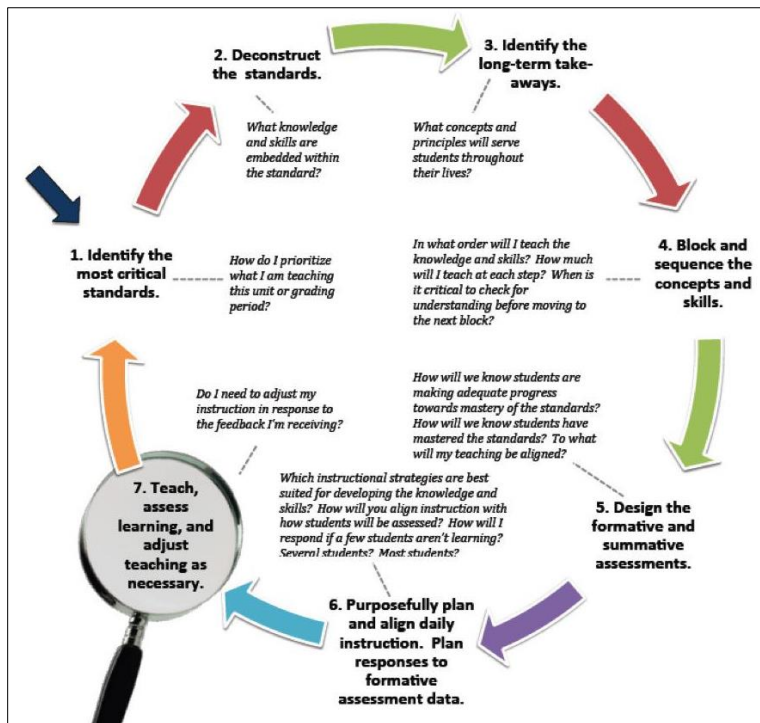 1. Identify the
most critical
standards.
How do I prioritize
what I am teaching
this unit or grading
period?
2. Deconstruct
the standards.
What knowledge
and skills are
embedded within
the standard?
3. Identify the
long-term take-
aways.
What concepts and
principles will serve
students throughout
their lives?
4. Block and
sequence the
concepts and
skills.
In what order will I teach the
knowledge and skills? How much
will I teach at each step? When is
it critical to check for
understanding before moving to
the next block?
5. Design the
formative and
summative
assessments.
How will we know students are
making adequate progress
towards mastery of the standards?
How will we know students have
mastered the standards? To what
will my teaching be aligned?
6. Purposefully plan
and align daily
instruction. Plan
responses to
formative
assessment data.
Which instructional strategies are best
suited for developing the knowledge and
skills? How will you align instruction with
how students will be assessed? How will I
respond if a few students aren't learning?
Several students? Most students?
7. Teach,
assess
learning, and
adjust
teaching as
necessary.
Do I need to adjust my
instruction in response to
the feedback I'm receiving?